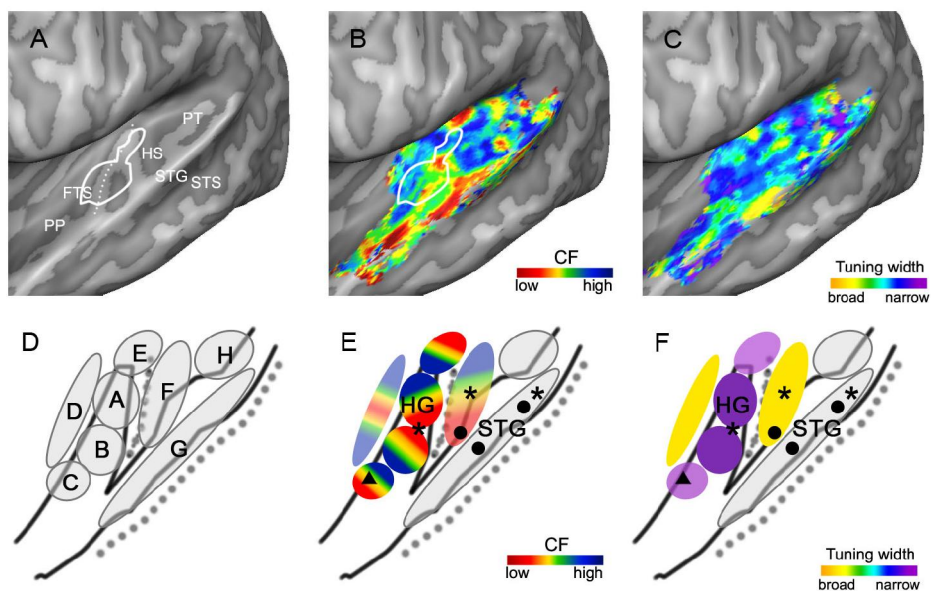 A
PT
HS
FTS
STG
STS
PP
B
CF
low high
C
Tuning width
broad narrow
D
E
H
F
A
D
B
G
C
E
HG
*
*
*
STG
CF
low high
F
HG
*
*
*
STG
Tuning width
broad narrow